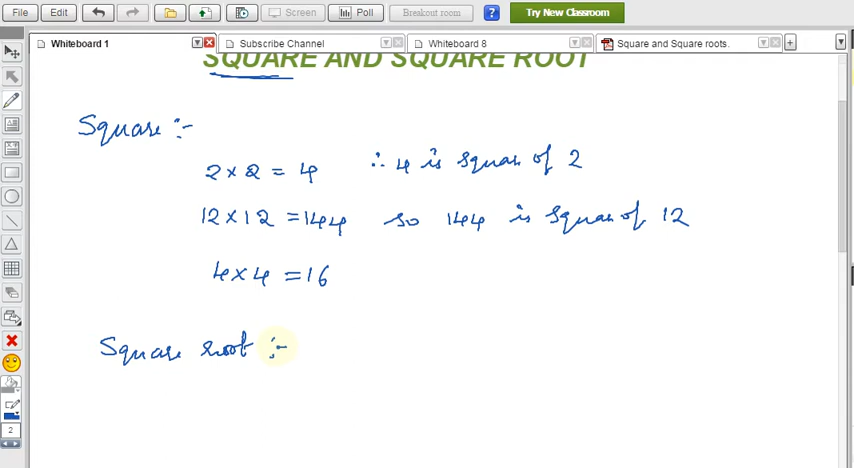 File Edit Screen Poll Breakout room ? Try New Classroom
Whiteboard 1 Subscribe Channel Whiteboard 8 Square and Square roots.
SQUARE AND SQUARE ROOT
Square :-
2 × 2 = 4 ∴ 4 is square of 2
12 × 12 = 144 so 144 is square of 12
4 × 4 = 16
Square root :-
2